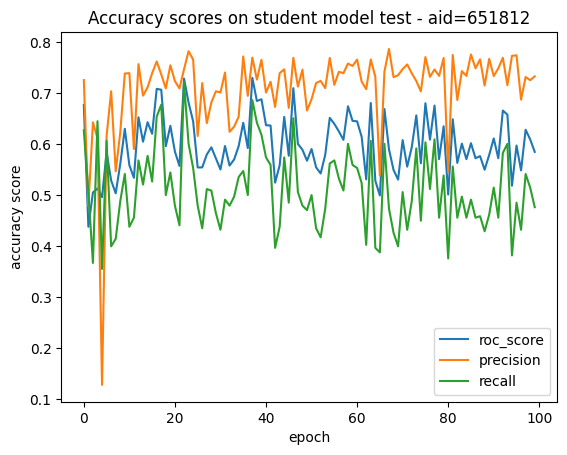 Accuracy scores on student model test - aid=651812
accuracy score
0.8
0.7
0.6
0.5
0.4
0.3
0.2
0.1
0
20
40
60
80
100
epoch
roc_score
precision
recall